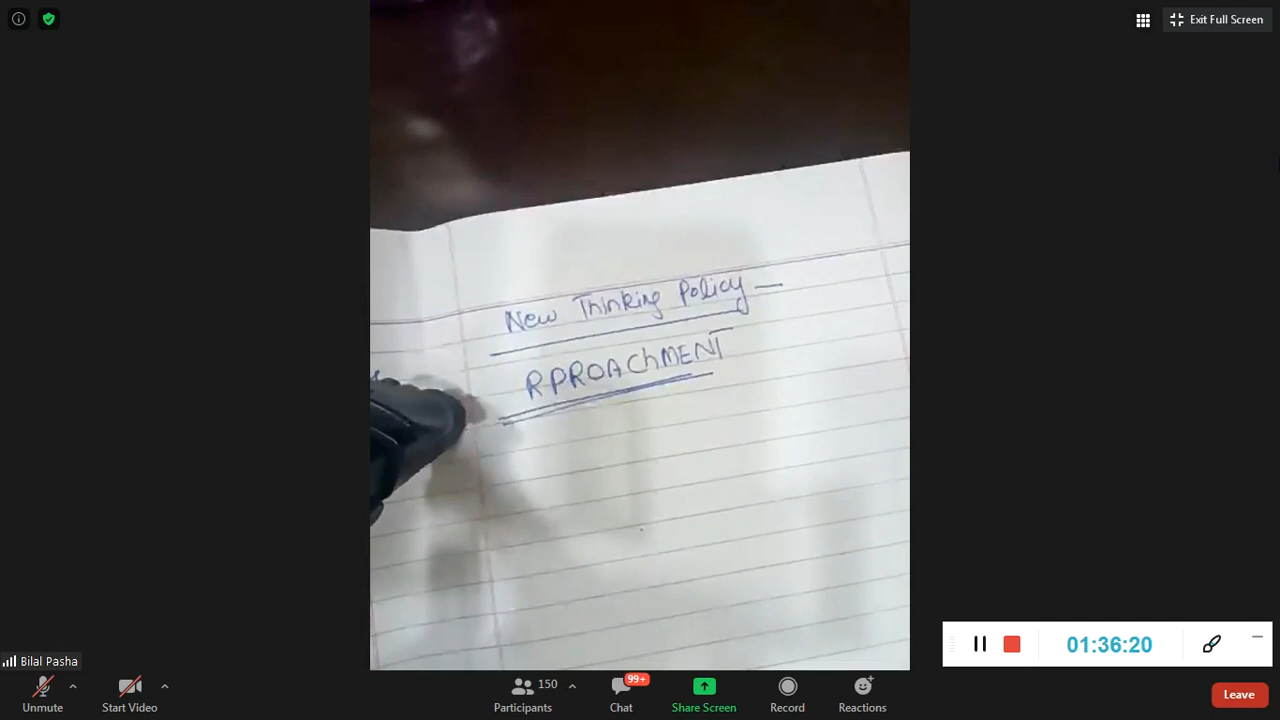 Exit Full Screen
New Thinking Policy —
RPROAChMENT
01:36:20
Bilal Pasha
Unmute
Start Video
150
Participants
99+
Chat
Share Screen
Record
Reactions
Leave